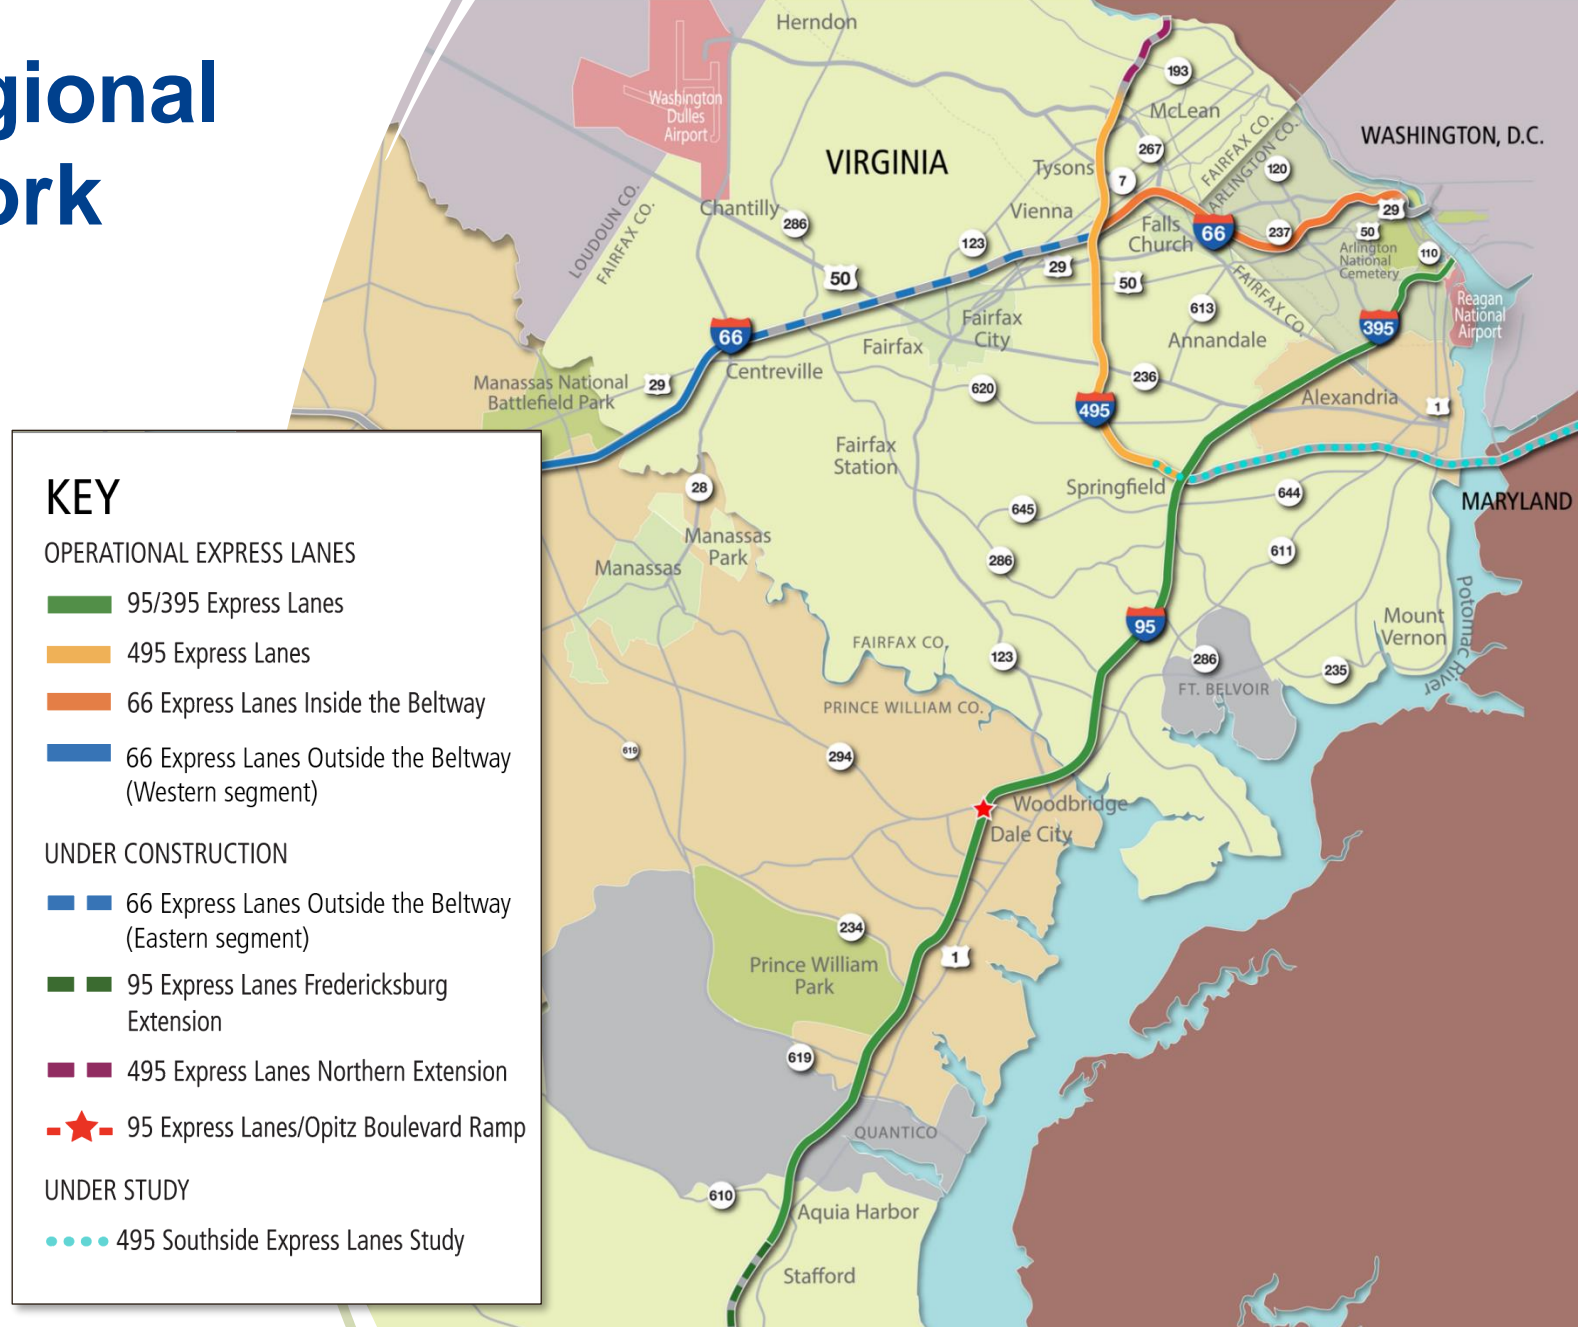 gional
ork
Herndon
193
Washington
Dulles
Airport
McLean
WASHINGTON, D.C.
VIRGINIA
267
FAIRFAX CO.
ARLINGTON CO.
Tysons
120
7
LOUDOUN CO.
FAIRFAX CO.
Chantilly
286
Vienna
Falls
Church
66
237
29
50
123
Arlington
National
Cemetery
110
50
29
50
FAIRFAX CO.
613
Reagan
National
Airport
66
Fairfax
City
395
Fairfax
Annandale
Centreville
Manassas National
Battlefield Park
29
620
236
Alexandria
1
495
Fairfax
Station
Springfield
28
644
MARYLAND
645
Manassas
Park
Manassas
286
611
Potomac River
95
Mount
Vernon
FAIRFAX CO.
123
286
235
FT. BELVOIR
PRINCE WILLIAM CO.
619
294
Woodbridge
Dale City
234
1
Prince William
Park
619
QUANTICO
610
Aquia Harbor
Stafford
KEY
OPERATIONAL EXPRESS LANES
95/395 Express Lanes
495 Express Lanes
66 Express Lanes Inside the Beltway
66 Express Lanes Outside the Beltway
(Western segment)
UNDER CONSTRUCTION
66 Express Lanes Outside the Beltway
(Eastern segment)
95 Express Lanes Fredericksburg
Extension
495 Express Lanes Northern Extension
95 Express Lanes/Opitz Boulevard Ramp
UNDER STUDY
495 Southside Express Lanes Study